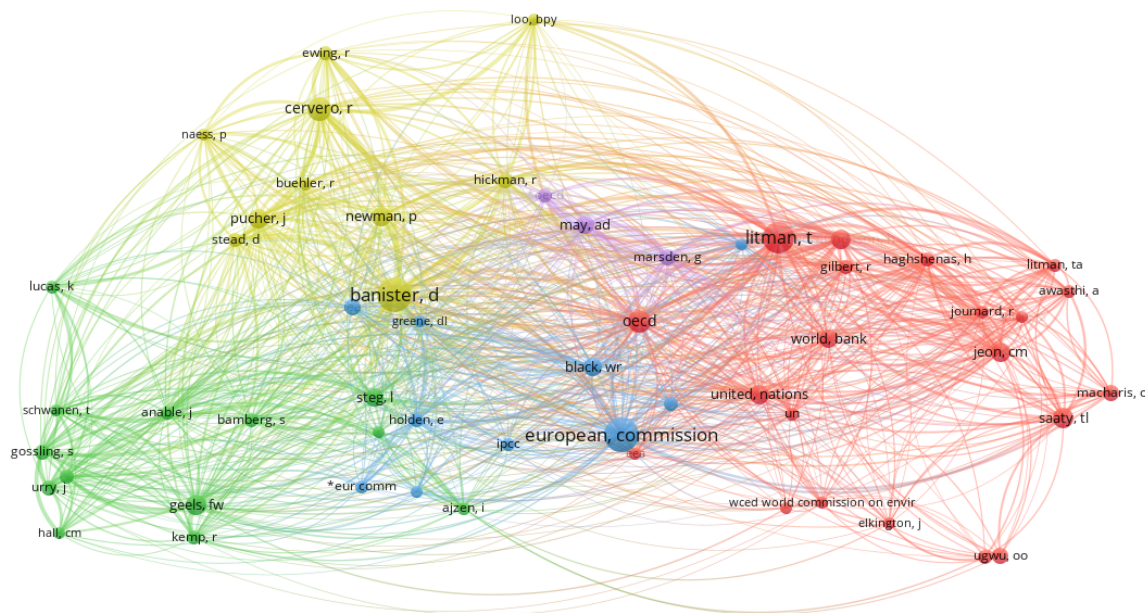 loo, bpy
ewing, r
cervero, r
naess, p
buehler, r
hickman, r
pucher, j
newman, p
may, ad
stead, d
litman, t
marsden, g
gilbert, r
haghshenas, h
litman, ta
lucas, k
banister, d
awasthi, a
greene, dl
oecd
joumard, r
world, bank
jeon, cm
black, wr
steg, l
united, nations
macharis, c
schwanen, t
anable, j
bamberg, s
holden, e
un
saaty, tl
european, commission
ipcc
gossling, s
urry, j
*eur comm
geels, fw
ajzen, i
wced world commission on envir
elkington, j
hall, cm
kemp, r
ugwu, oo